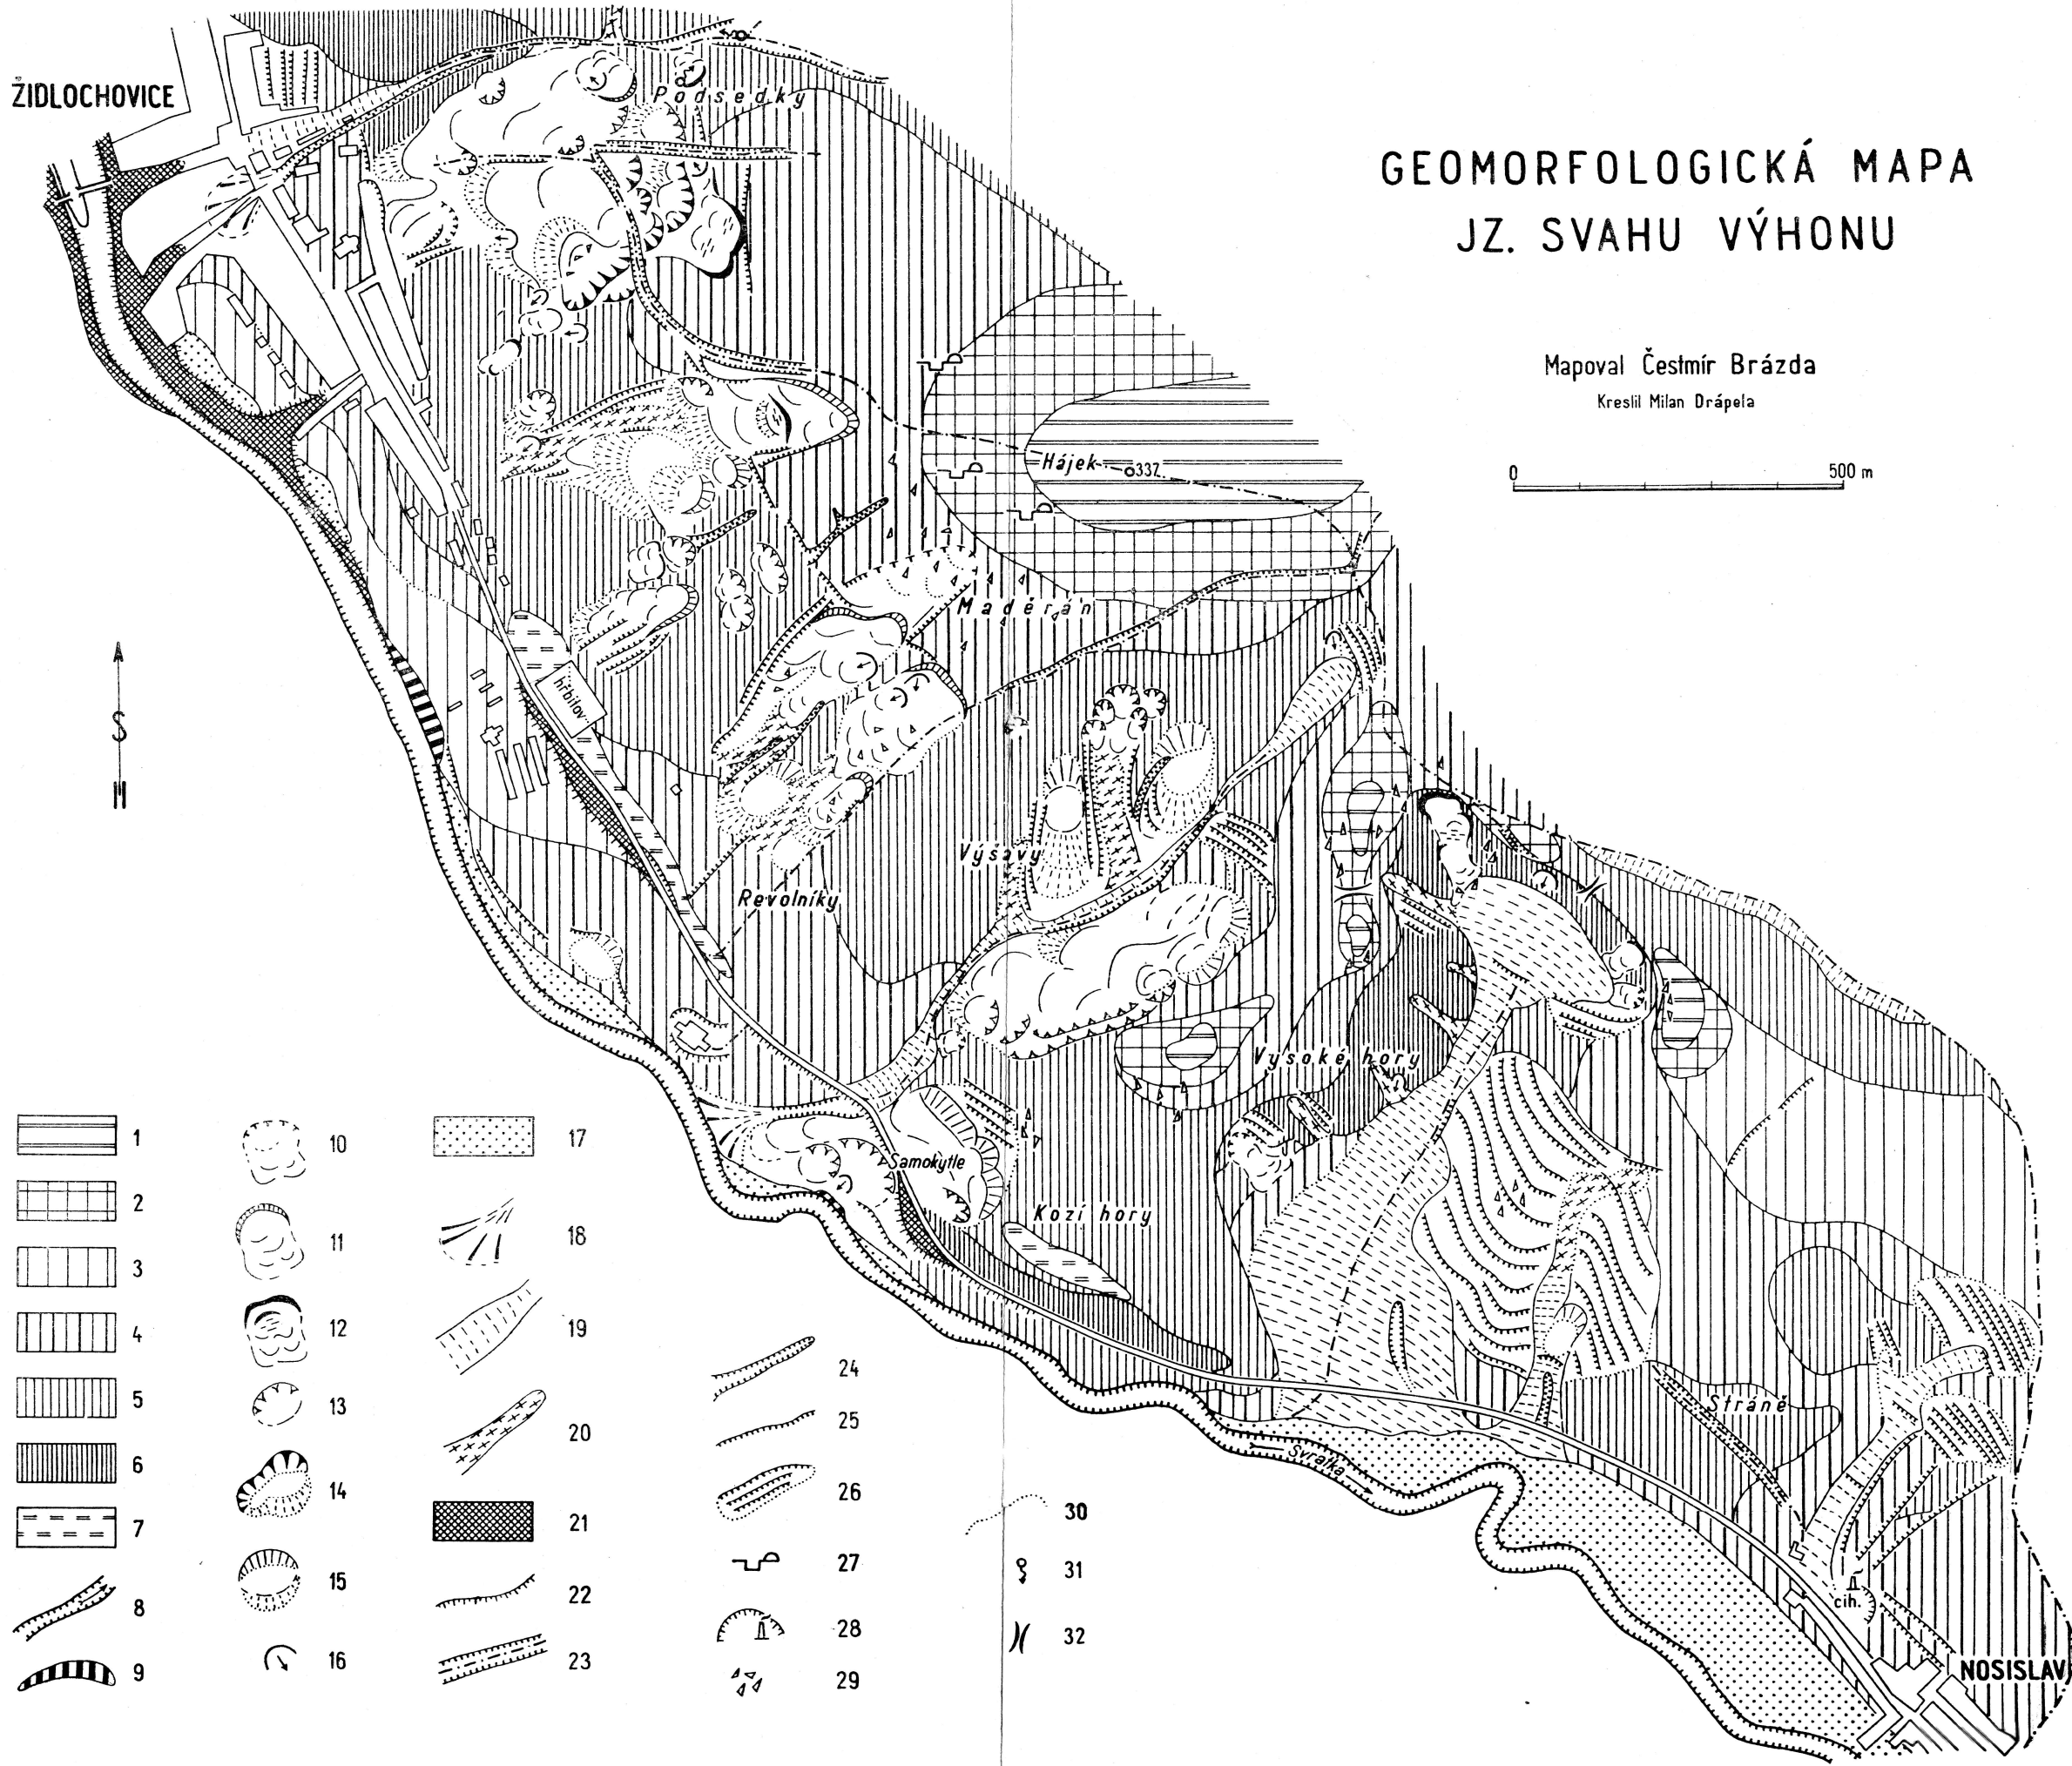 GEOMORFOLOGICKÁ MAPA
JZ. SVAHU VÝHONU
Mapoval Čestmír Brázda
Kreslil Milan Drápela
0 500 m
ŽIDLOCHOVICE
Podsedky
Hájek 337
Maděrán
hřbitov
S
M
Výsavy
Revolníky
Vysoké hory
Samokytle
Kozí hory
Svratka
Stráně
cih.
NOSISLAV
1
2
3
4
5
6
7
8
9
10
11
12
13
14
15
16
17
18
19
20
21
22
23
24
25
26
27
28
29
30
31
32